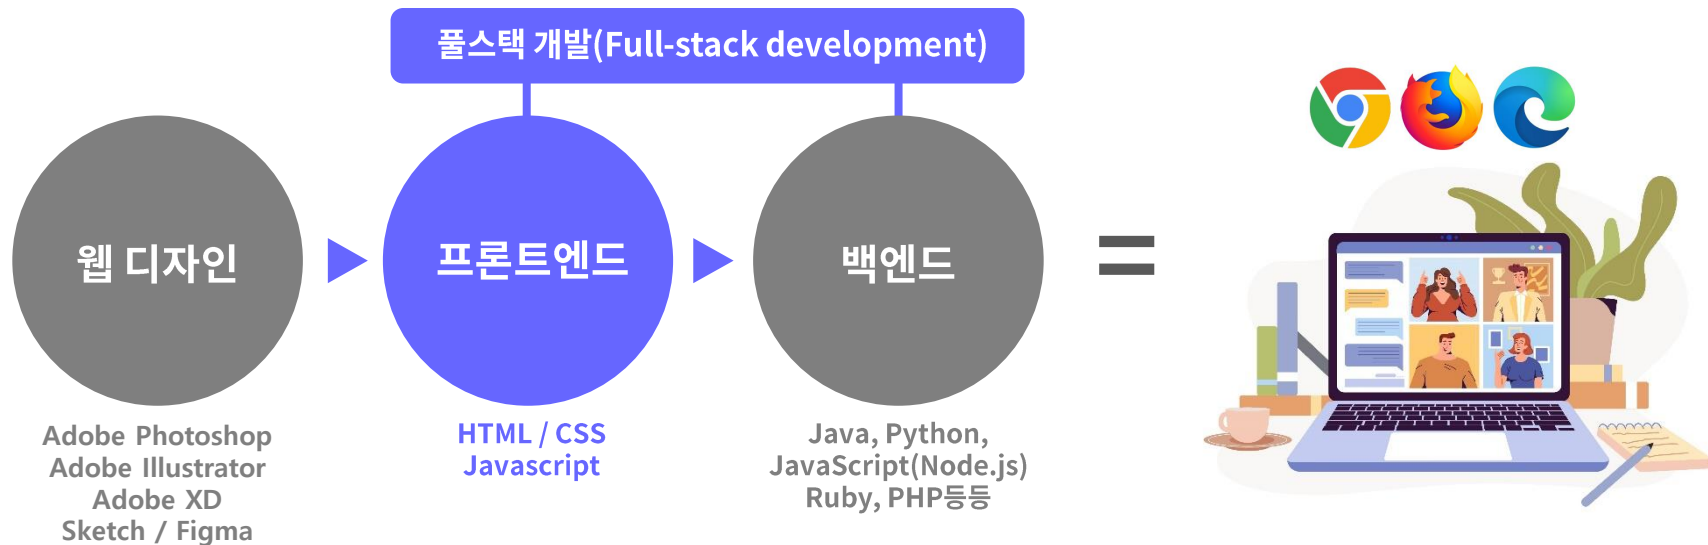 풀스택 개발(Full-stack development)
웹 디자인
프론트엔드
백엔드
=
Adobe Photoshop
Adobe Illustrator
Adobe XD
Sketch / Figma
HTML / CSS
Javascript
Java, Python,
JavaScript(Node.js)
Ruby, PHP등등